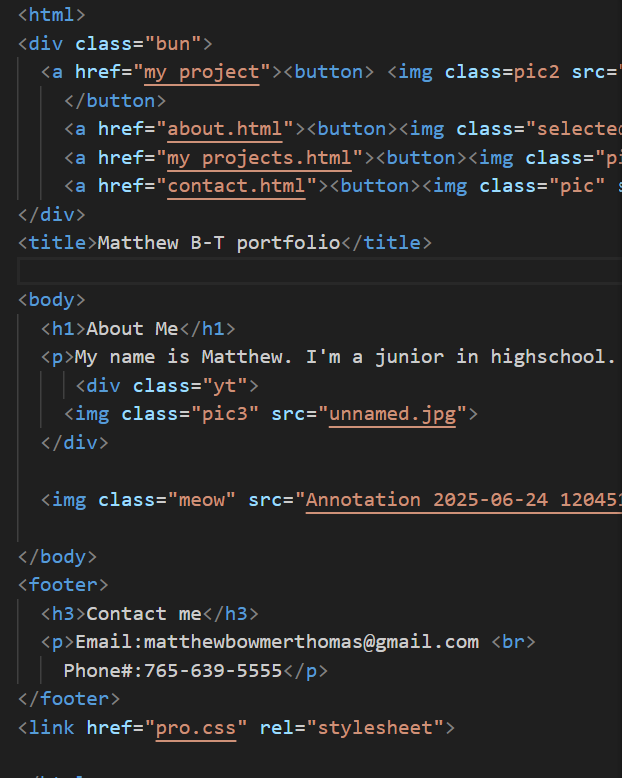 <html>
<div class="bun">
<a href="my project"><button> <img class=pic2 src="
</button>
<a href="about.html"><button><img class="selected
<a href="my projects.html"><button><img class="pi
<a href="contact.html"><button><img class="pic" s
</div>
<title>Matthew B-T portfolio</title>
<body>
<h1>About Me</h1>
<p>My name is Matthew. I'm a junior in highschool.
<div class="yt">
<img class="pic3" src="unnamed.jpg">
</div>
<img class="meow" src="Annotation 2025-06-24 120451
</body>
<footer>
<h3>Contact me</h3>
<p>Email:matthewbowmerthomas@gmail.com <br>
Phone#:765-639-5555</p>
</footer>
<link href="pro.css" rel="stylesheet">